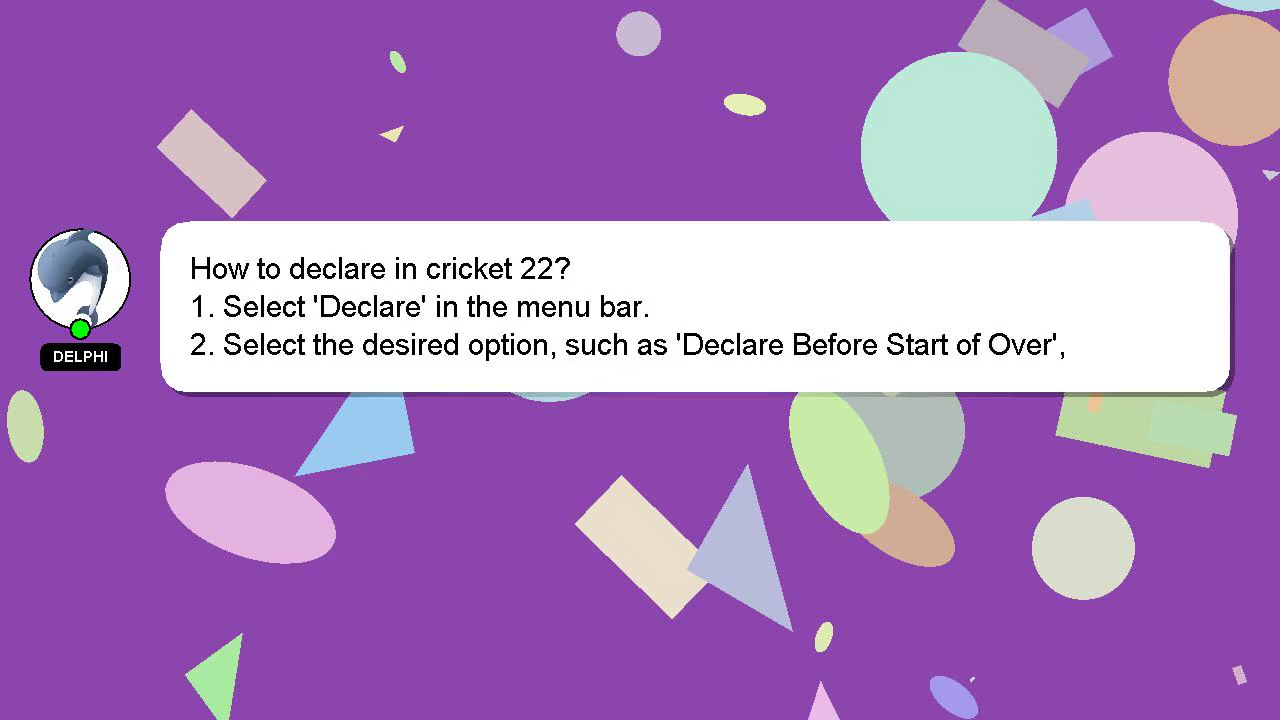 How to declare in cricket 22?
1. Select 'Declare' in the menu bar.
2. Select the desired option, such as 'Declare Before Start of Over',
DELPHI